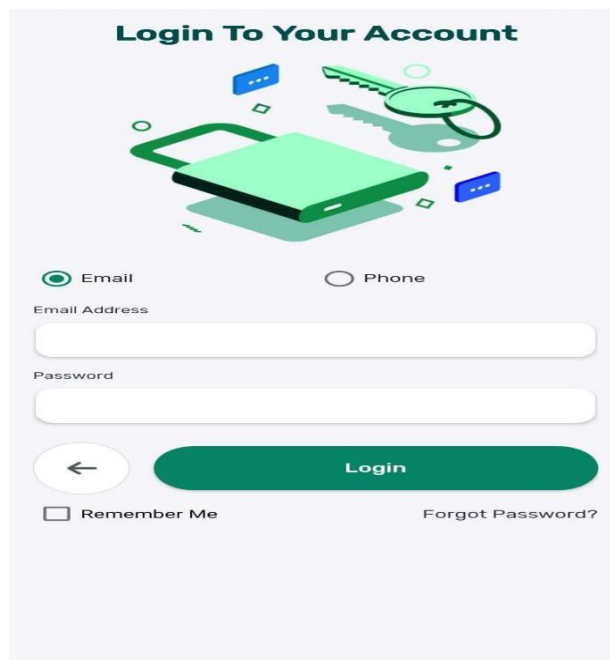 Login To Your Account
Email Phone
Email Address
Password
Login
Remember Me Forgot Password?